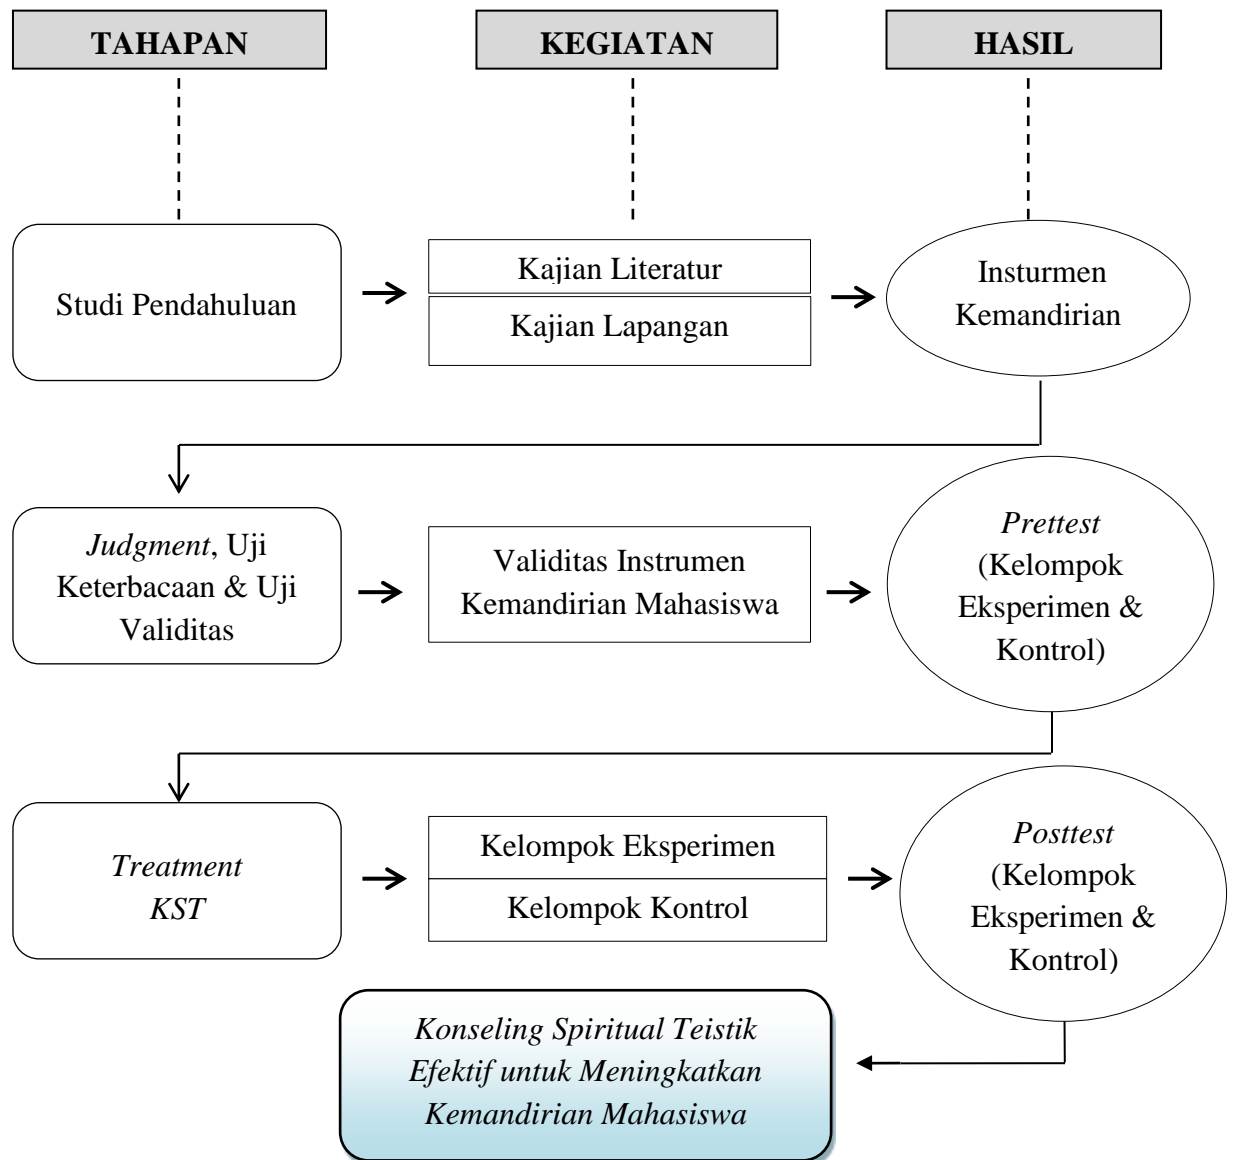 TAHAPAN
KEGIATAN
HASIL
Studi Pendahuluan
Kajian Literatur
Kajian Lapangan
Insturmen
Kemandirian
Judgment, Uji
Keterbacaan & Uji
Validitas
Validitas Instrumen
Kemandirian Mahasiswa
Prettest
(Kelompok
Eksperimen &
Kontrol)
Treatment
KST
Kelompok Eksperimen
Kelompok Kontrol
Posttest
(Kelompok
Eksperimen &
Kontrol)
Konseling Spiritual Teistik
Efektif untuk Meningkatkan
Kemandirian Mahasiswa